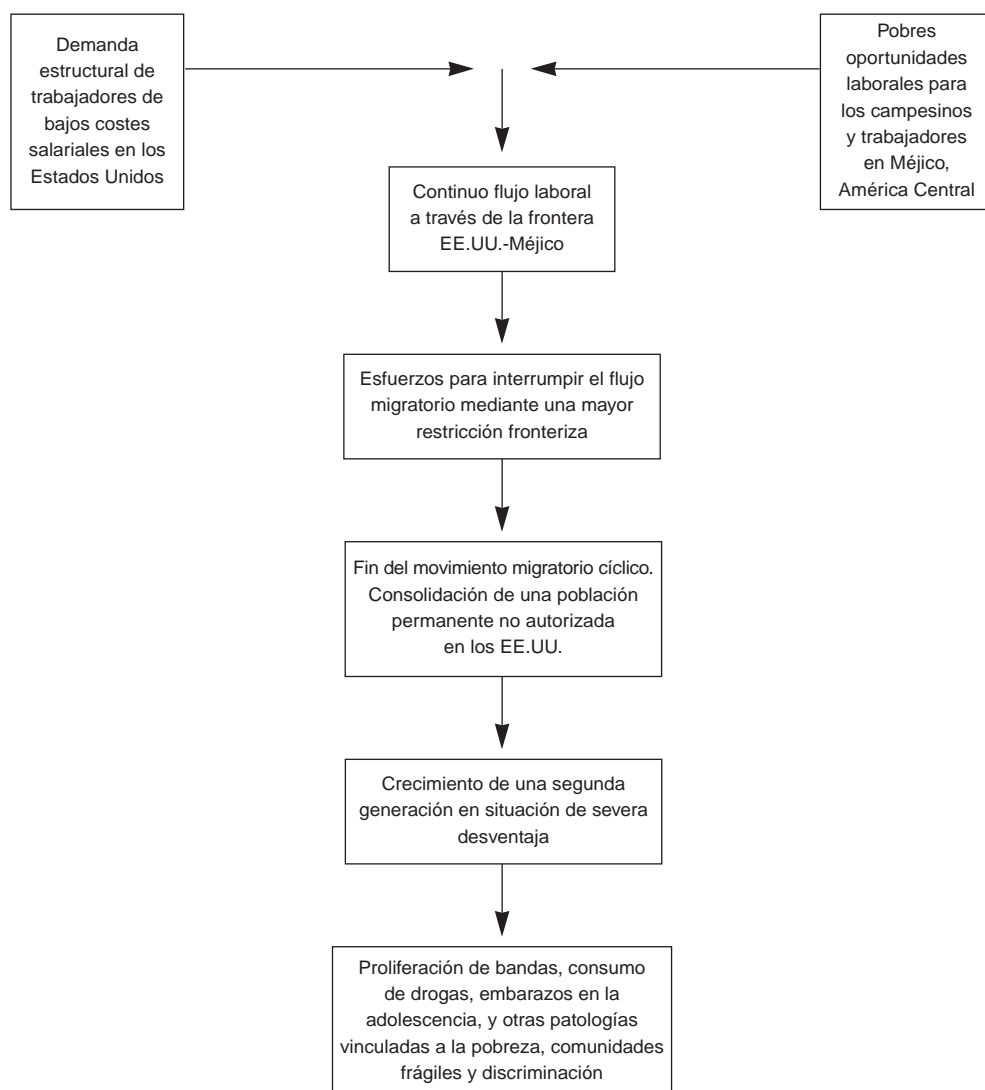 Demanda
estructural de
trabajadores de
bajos costes
salariales en los
Estados Unidos
Pobres
oportunidades
laborales para
los campesinos
y trabajadores
en Méjico,
América Central
Continuo flujo laboral
a través de la frontera
EE.UU.-Méjico
Esfuerzos para interrumpir el flujo
migratorio mediante una mayor
restricción fronteriza
Fin del movimiento migratorio cíclico.
Consolidación de una población
permanente no autorizada
en los EE.UU.
Crecimiento de una segunda
generación en situación de severa
desventaja
Proliferación de bandas, consumo
de drogas, embarazos en la
adolescencia, y otras patologías
vinculadas a la pobreza, comunidades
frágiles y discriminación